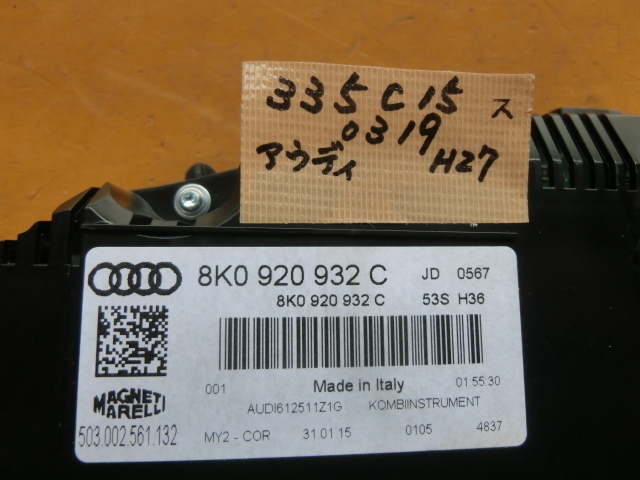 335 C 15 ス
0319
アウディ H27
8K0 920 932 C JD 0567
8K0 920 932 C 53S H36
001 Made in Italy 01:55:30
AUDI612511Z1G KOMBIINSTRUMENT
MAGNETI MARELLI
503.002.561.132
MY2 - COR 31.01.15 0105 4837